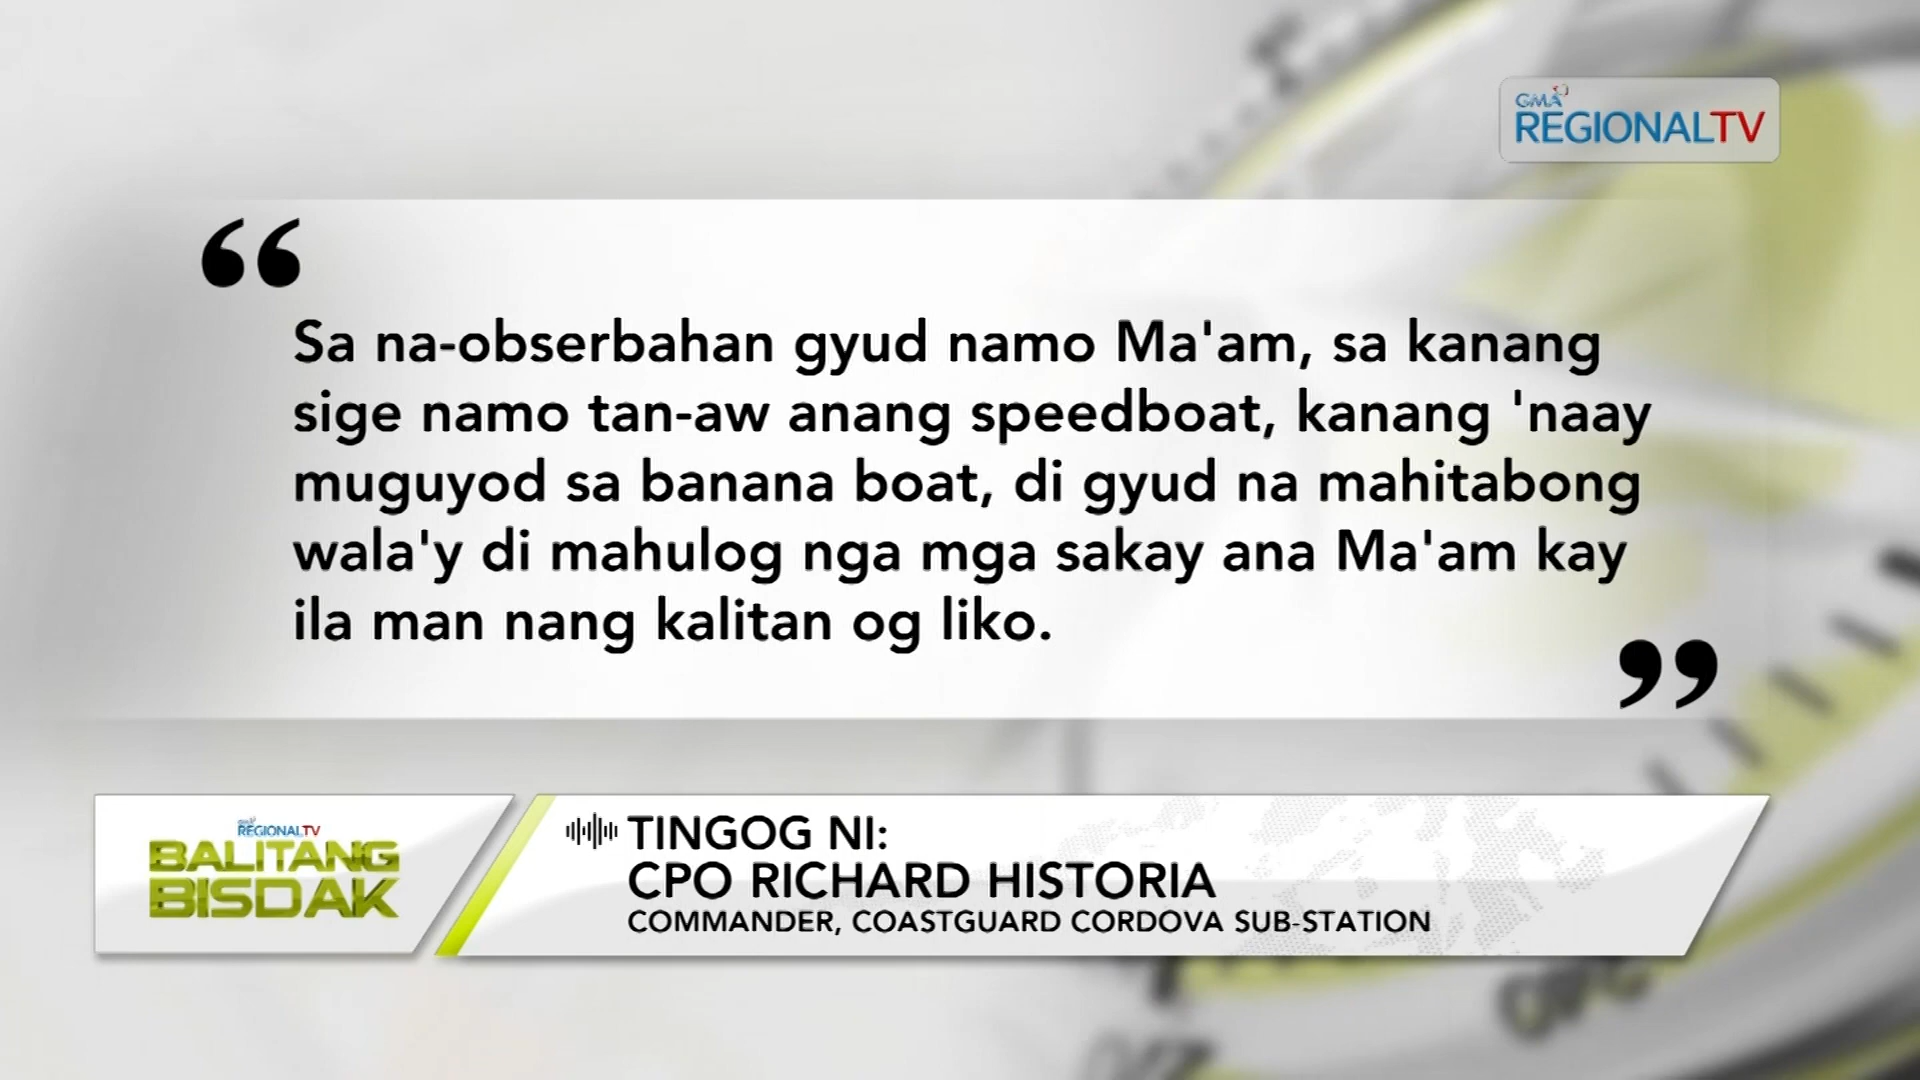 GMA
REGIONALTV
“
Sa na-obserbahan gyud namo Ma'am, sa kanang
sige namo tan-aw anang speedboat, kanang 'naay
muguyod sa banana boat, di gyud na mahitabong
wala'y di mahulog nga mga sakay ana Ma'am kay
ila man nang kalitan og liko.
”
GMA
REGIONALTV
BALITANG
BISDAK
TINGOG NI:
CPO RICHARD HISTORIA
COMMANDER, COASTGUARD CORDOVA SUB-STATION